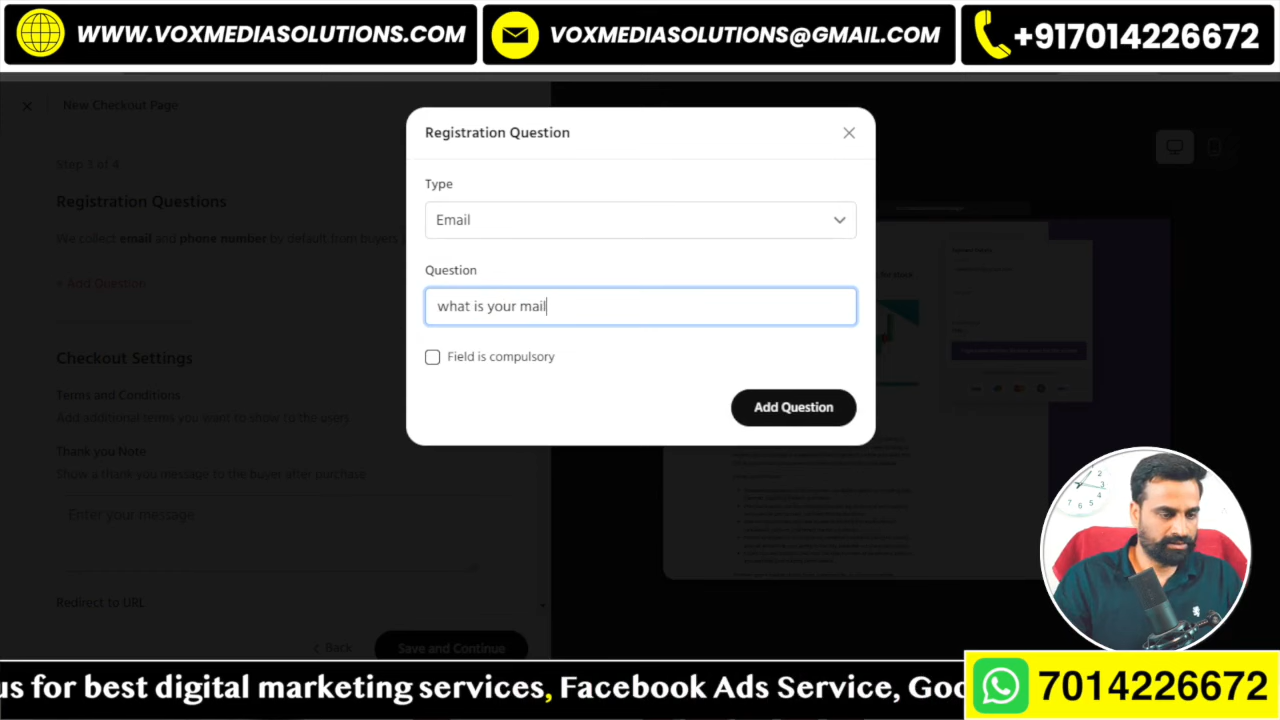 WWW.VOXMEDIASOLUTIONS.COM
VOXMEDIASOLUTIONS@GMAIL.COM
+917014226672
New Checkout Page
Registration Question
Step 1 of 4
Type
Registration Questions
Email
We collect email and phone number by default from buyers
Question
+ Add Question
what is your mail
Field is compulsory
Checkout Settings
Terms and Conditions
Add additional terms you want to show to the users.
Add Question
Thank you Note
Show a thank you message to the buyer after purchase
Enter your message
Redirect to URL
Back
Save and Continue
us for best digital marketing services, Facebook Ads Service, Goo
7014226672